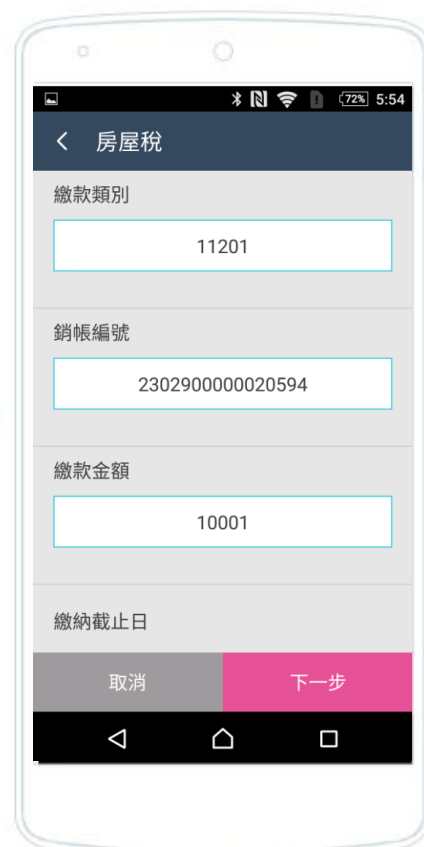 72% 5:54
房屋稅
繳款類別
11201
銷帳編號
2302900000020594
繳款金額
10001
繳納截止日
取消 下一步